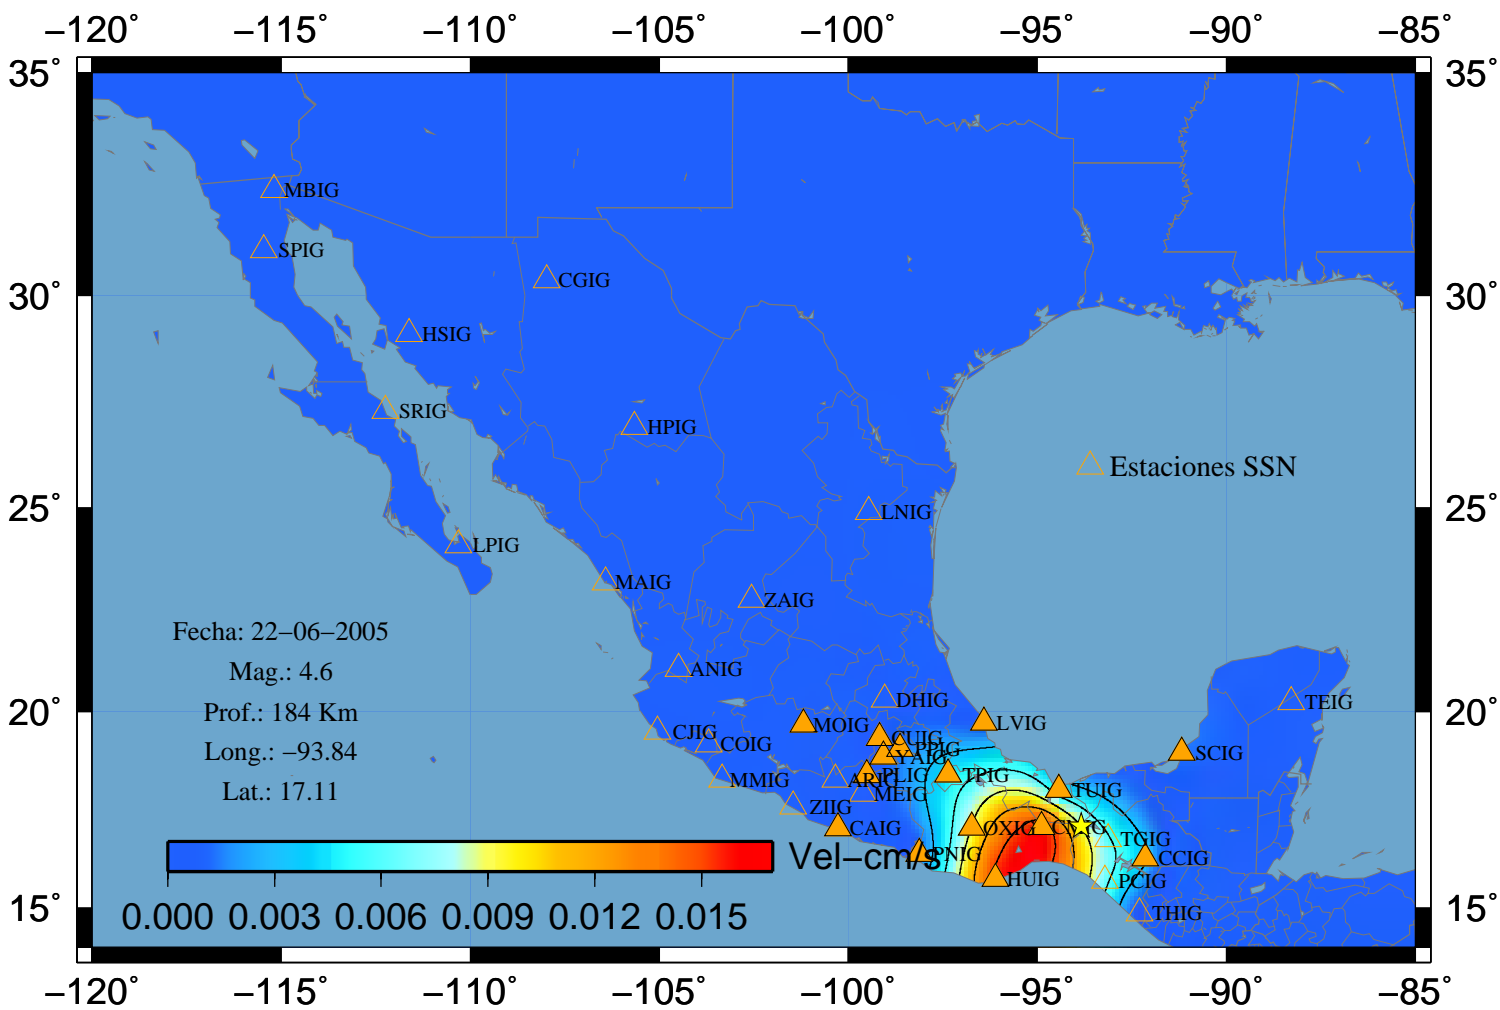 −120° −115° −110° −105° −100° −95° −90° −85°
35° 35°
MBIG
SPIG
CGIG
30° 30°
HSIG
SRIG
HPIG
Estaciones SSN
25° 25°
LNIG
LPIG
MAIG
ZAIG
Fecha: 22−06−2005
Mag.: 4.6
ANIG
DHIG
TEIG
Prof.: 184 Km
20° 20°
MOIG
LVIG
CJIG
COIG
CUIG
PPIG
YAIG
SCIG
Long.: −93.84
MMIG
ARIG
PLIG
TPIG
Lat.: 17.11
MEIG
TUIG
ZIIG
CAIG
OXIG
TGIG
Vel−cm/s
PNIG
CCIG
HUIG
PCIG
15° 15°
THIG
0.000 0.003 0.006 0.009 0.012 0.015
−120° −115° −110° −105° −100° −95° −90° −85°